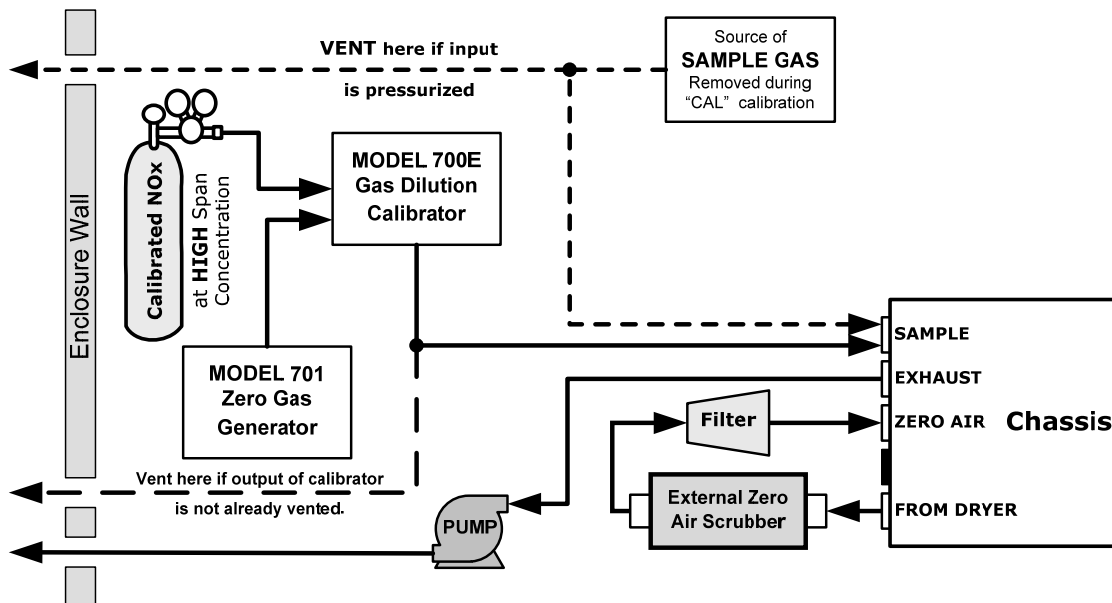 VENT here if input
is pressurized
Source of
SAMPLE GAS
Removed during
“CAL” calibration
Enclosure Wall
Calibrated NOx
at HIGH Span
Concentration
MODEL 700E
Gas Dilution
Calibrator
MODEL 701
Zero Gas
Generator
Vent here if output of calibrator
is not already vented.
PUMP
Filter
External Zero
Air Scrubber
SAMPLE
EXHAUST
ZERO AIR
FROM DRYER
Chassis